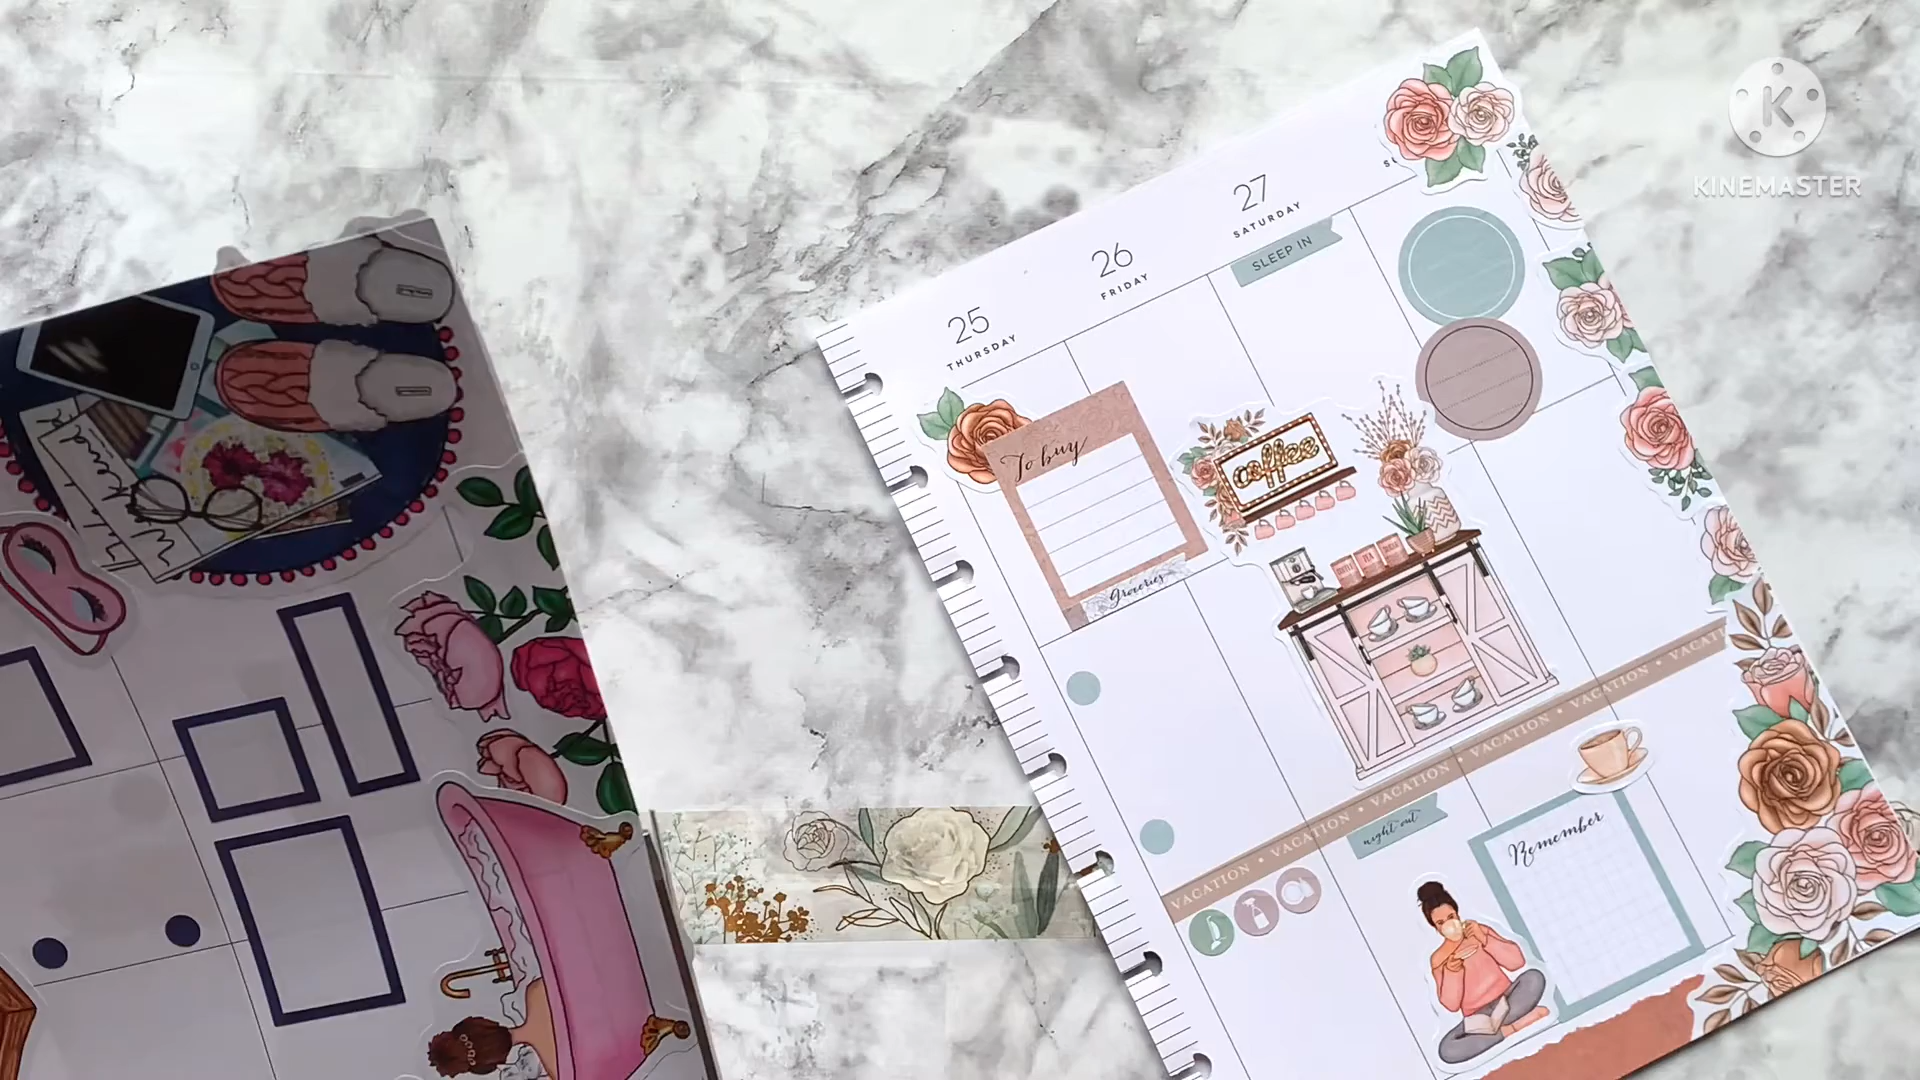 KINEMASTER
27
SATURDAY
26
FRIDAY
25
THURSDAY
SLEEP IN
To buy
coffee
Groceries
VACATION • VACATION • VACATION • VACATION • VACATION • VACATION
night out
Remember
Weekend